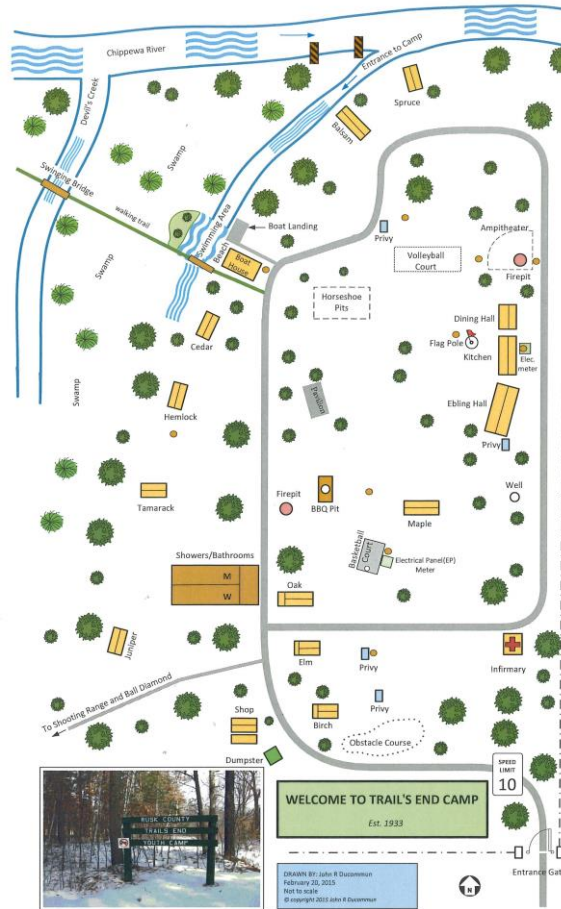 Chippewa River
Entrance to Camp
Devil's Creek
Spruce
Balsam
Swamp
Swinging Bridge
walking trail
Swimming Area
Beach
Boat Landing
Boat
House
Privy
Ampitheater
Volleyball
Court
Firepit
Swamp
Horseshoe
Pits
Dining Hall
Cedar
Flag Pole
Kitchen
Elec.
meter
Swamp
Hemlock
Pavilion
Ebling Hall
Privy
Tamarack
Firepit
BBQ Pit
Well
Maple
Showers/Bathrooms
M
W
Basketball
Court
Electrical Panel(EP)
Meter
Oak
Juniper
Elm
Privy
Infirmary
To Shooting Range and Ball Diamond
Shop
Birch
Privy
Obstacle Course
Dumpster
SPEED
LIMIT
10
WELCOME TO TRAIL'S END CAMP
Est. 1933
RUSK COUNTY
TRAILS END
YOUTH CAMP
DRAWN BY: John R Ducommun
February 20, 2015
Not to scale
© copyright 2015 John R Ducommun
N
Entrance Gat